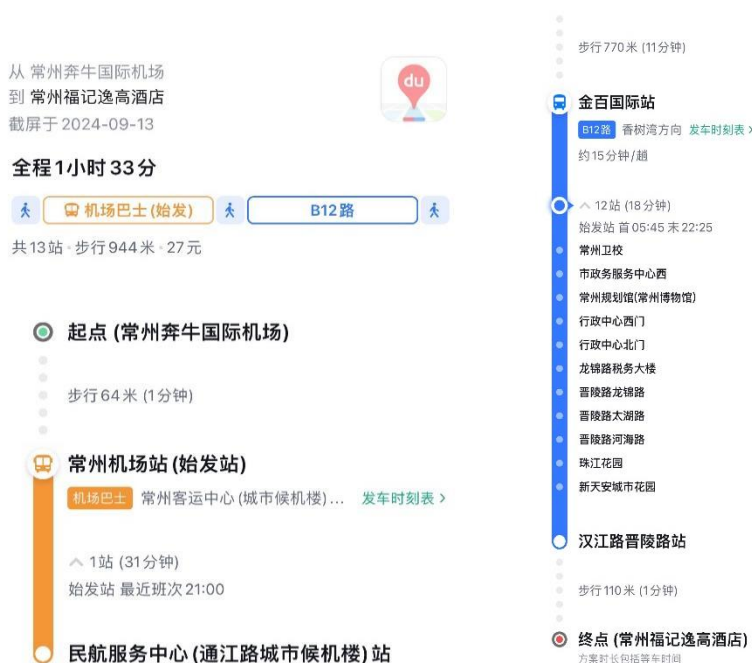 从 常州奔牛国际机场
到 常州福记逸高酒店
截屏于 2024-09-13
du
全程1小时33分
机场巴士(始发)
B12路
共13站·步行944米·27元
起点 (常州奔牛国际机场)
步行64米 (1分钟)
常州机场站 (始发站)
机场巴士 常州客运中心 (城市候机楼)... 发车时刻表 >
1站 (31分钟)
始发站 最近班次 21:00
民航服务中心 (通江路城市候机楼) 站
步行770米 (11分钟)
金百国际站
B12路 香树湾方向 发车时刻表 >
约15分钟/趟
12站 (18分钟)
始发站 首 05:45 末 22:25
常州卫校
市政务服务中心西
常州规划馆(常州博物馆)
行政中心西门
行政中心北门
龙锦路税务大楼
晋陵路龙锦路
晋陵路太湖路
晋陵路河海路
珠江花园
新天安城市花园
汉江路晋陵路站
步行110米 (1分钟)
终点 (常州福记逸高酒店)
方案时长包括等车时间